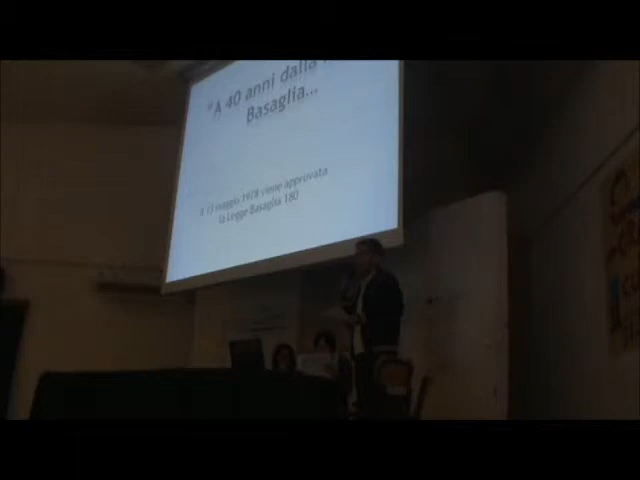 "A 40 anni dalla
Basaglia...
Il 13 maggio 1978 viene approvata
la Legge Basaglia 180